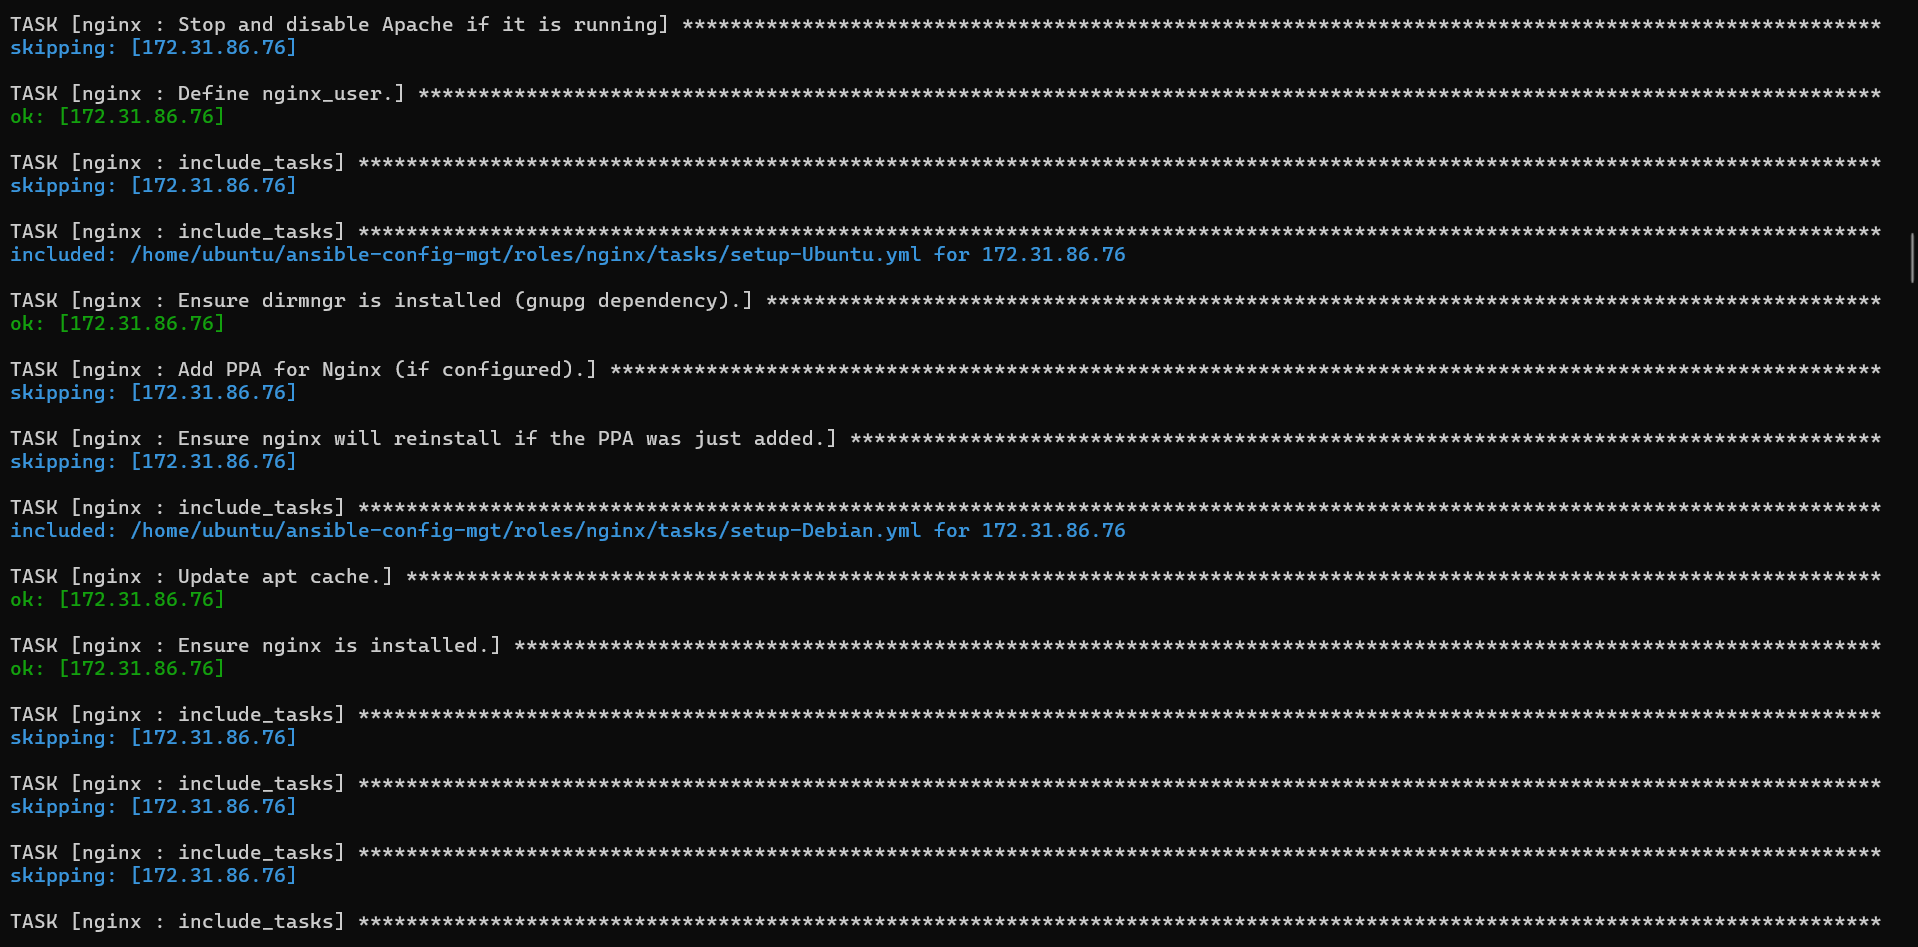 TASK [nginx : Stop and disable Apache if it is running] ****************************************************************************************************
skipping: [172.31.86.76]
TASK [nginx : Define nginx_user.] **************************************************************************************************************************
ok: [172.31.86.76]
TASK [nginx : include_tasks] *******************************************************************************************************************************
skipping: [172.31.86.76]
TASK [nginx : include_tasks] *******************************************************************************************************************************
included: /home/ubuntu/ansible-config-mgt/roles/nginx/tasks/setup-Ubuntu.yml for 172.31.86.76
TASK [nginx : Ensure dirmngr is installed (gnupg dependency).] *********************************************************************************************
ok: [172.31.86.76]
TASK [nginx : Add PPA for Nginx (if configured).] **********************************************************************************************************
skipping: [172.31.86.76]
TASK [nginx : Ensure nginx will reinstall if the PPA was just added.] **************************************************************************************
skipping: [172.31.86.76]
TASK [nginx : include_tasks] *******************************************************************************************************************************
included: /home/ubuntu/ansible-config-mgt/roles/nginx/tasks/setup-Debian.yml for 172.31.86.76
TASK [nginx : Update apt cache.] ***************************************************************************************************************************
ok: [172.31.86.76]
TASK [nginx : Ensure nginx is installed.] ******************************************************************************************************************
ok: [172.31.86.76]
TASK [nginx : include_tasks] *******************************************************************************************************************************
skipping: [172.31.86.76]
TASK [nginx : include_tasks] *******************************************************************************************************************************
skipping: [172.31.86.76]
TASK [nginx : include_tasks] *******************************************************************************************************************************
skipping: [172.31.86.76]
TASK [nginx : include_tasks] *******************************************************************************************************************************